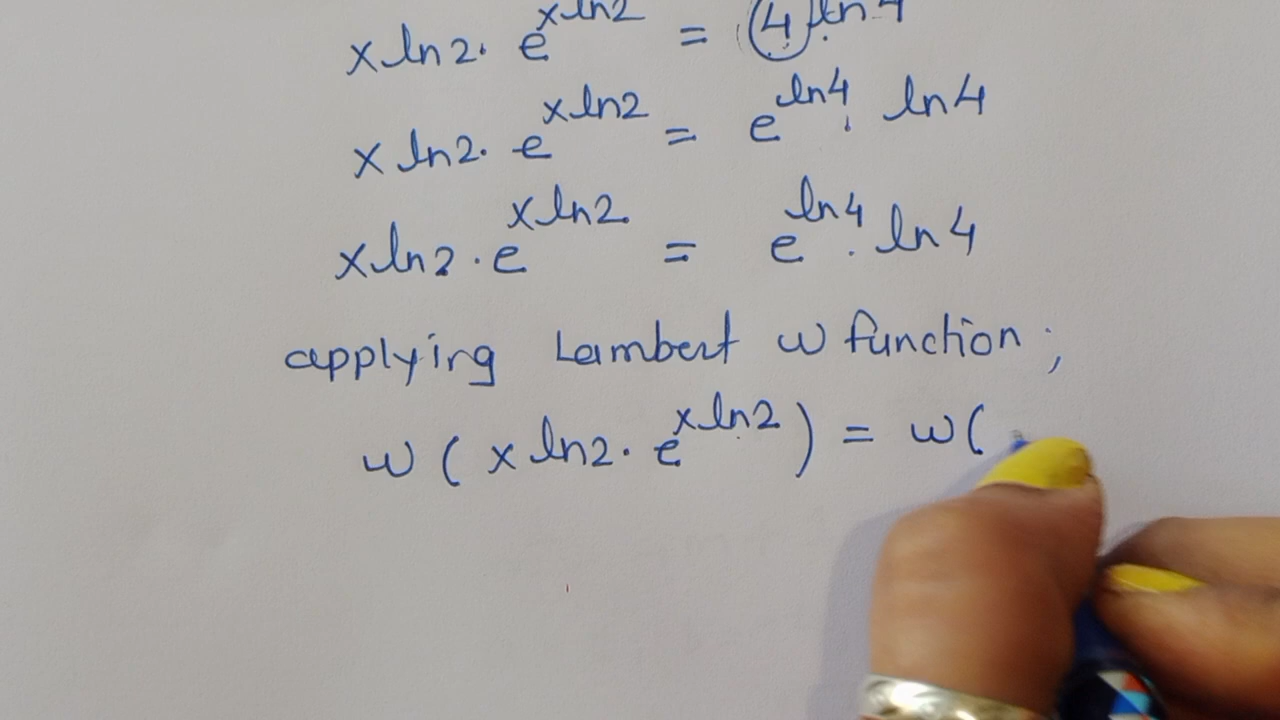 x ln2. e^{x ln2} = (4) ln4
x ln2. e^{x ln2} = e^{ln4} . ln4
x ln2 . e^{x ln2} = e^{ln4} . ln4
applying Lambert w function ;
w ( x ln2 . e^{x ln2} ) = w (